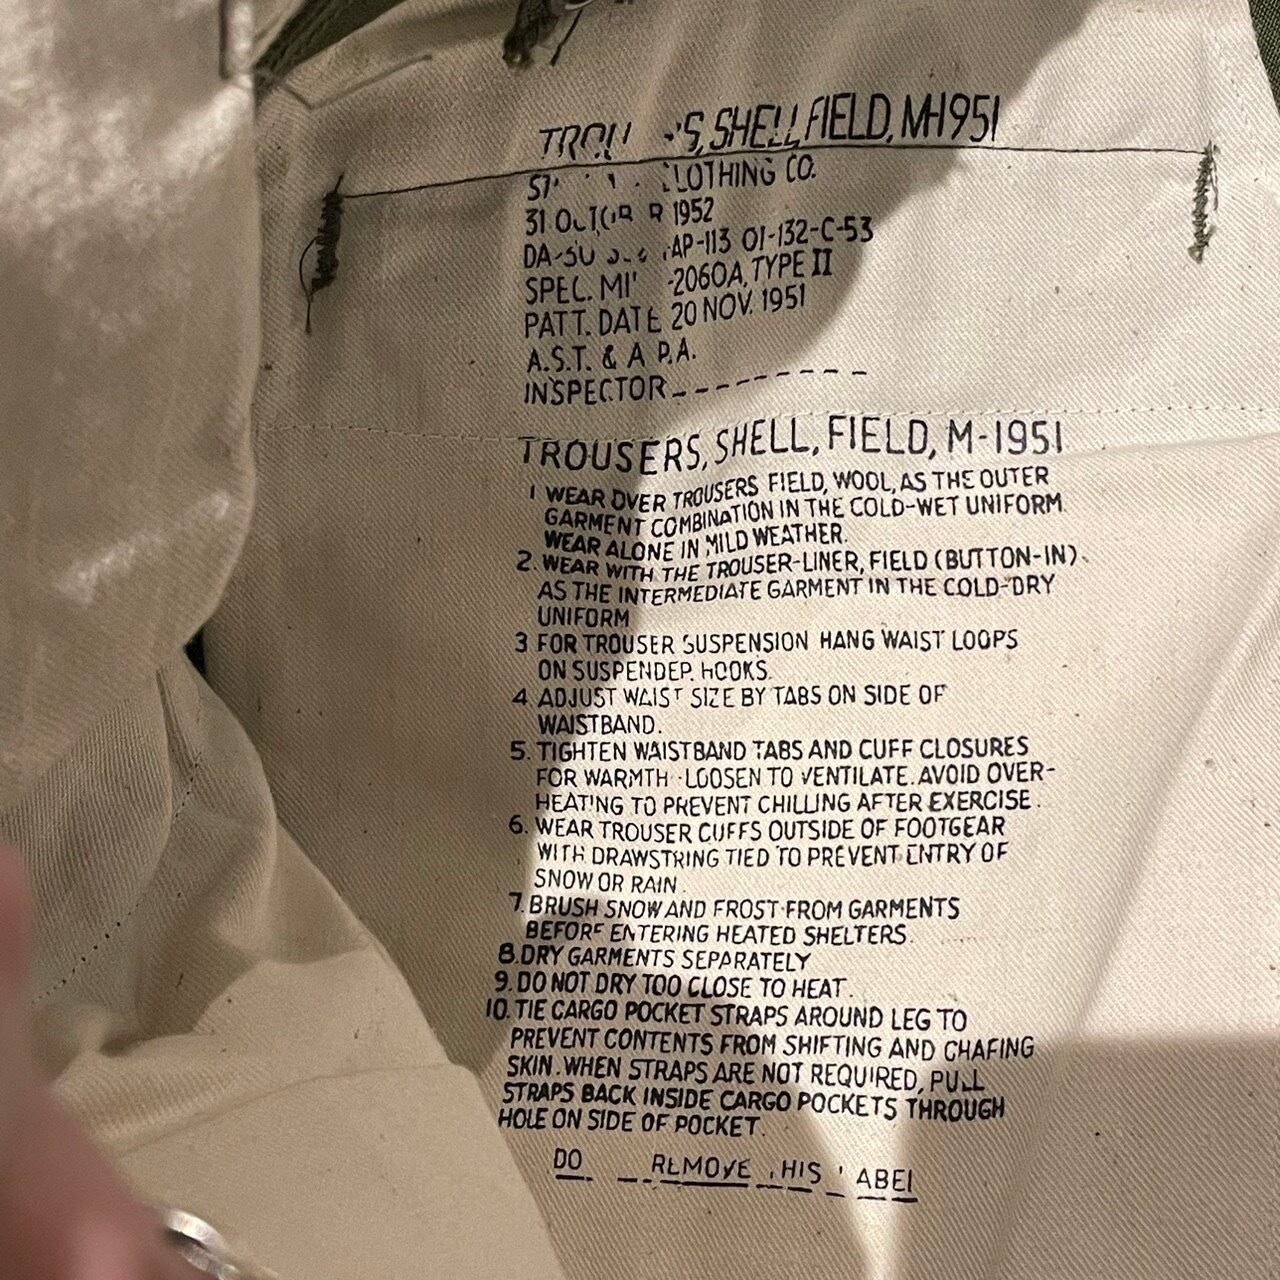 SHELL, FIELD, M-1951
CLOTHING CO.
31 1952
01-132-C-53
SPEC. TYPE II
PATT. DATE 20 NOV. 1951
A.S.T. & A P.A.
INSPECTOR---------
TROUSERS, SHELL, FIELD, M-1951
1 WEAR OVER TROUSERS FIELD, WOOL, AS THE OUTER
GARMENT COMBINATION IN THE COLD-WET UNIFORM.
WEAR ALONE IN MILD WEATHER.
2. WEAR WITH THE TROUSER-LINER, FIELD (BUTTON-IN).
AS THE INTERMEDIATE GARMENT IN THE COLD-DRY
UNIFORM
3 FOR TROUSER SUSPENSION HANG WAIST LOOPS
ON SUSPENDER HOOKS.
4 ADJUST WAIST SIZE BY TABS ON SIDE OF
WAISTBAND.
5. TIGHTEN WAISTBAND TABS AND CUFF CLOSURES
FOR WARMTH - LOOSEN TO VENTILATE. AVOID OVER-
HEATING TO PREVENT CHILLING AFTER EXERCISE.
6. WEAR TROUSER CUFFS OUTSIDE OF FOOTGEAR
WITH DRAWSTRING TIED TO PREVENT ENTRY OF
SNOW OR RAIN.
7. BRUSH SNOW AND FROST FROM GARMENTS
BEFORE ENTERING HEATED SHELTERS.
8. DRY GARMENTS SEPARATELY
9. DO NOT DRY TOO CLOSE TO HEAT.
10. TIE CARGO POCKET STRAPS AROUND LEG TO
PREVENT CONTENTS FROM SHIFTING AND CHAFING
SKIN. WHEN STRAPS ARE NOT REQUIRED, PULL
STRAPS BACK INSIDE CARGO POCKETS THROUGH
HOLE ON SIDE OF POCKET.
DO REMOVE THIS LABEL